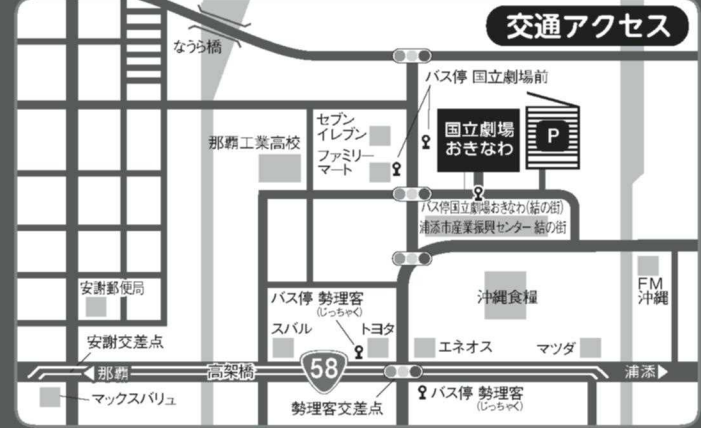 交通アクセス
なうら橋
バス停 国立劇場前
セブン
イレブン
ファミリー
マート
那覇工業高校
国立劇場
おきなわ
P
バス停国立劇場おきなわ(結の街)
浦添市産業振興センター 結の街
安謝郵便局
バス停 勢理客
(じっちゃく)
スバル
トヨタ
沖縄食糧
FM
沖縄
安謝交差点
エネオス
マツダ
◀那覇
高架橋
58
浦添▶
マックスバリュ
勢理客交差点
バス停 勢理客
(じっちゃく)